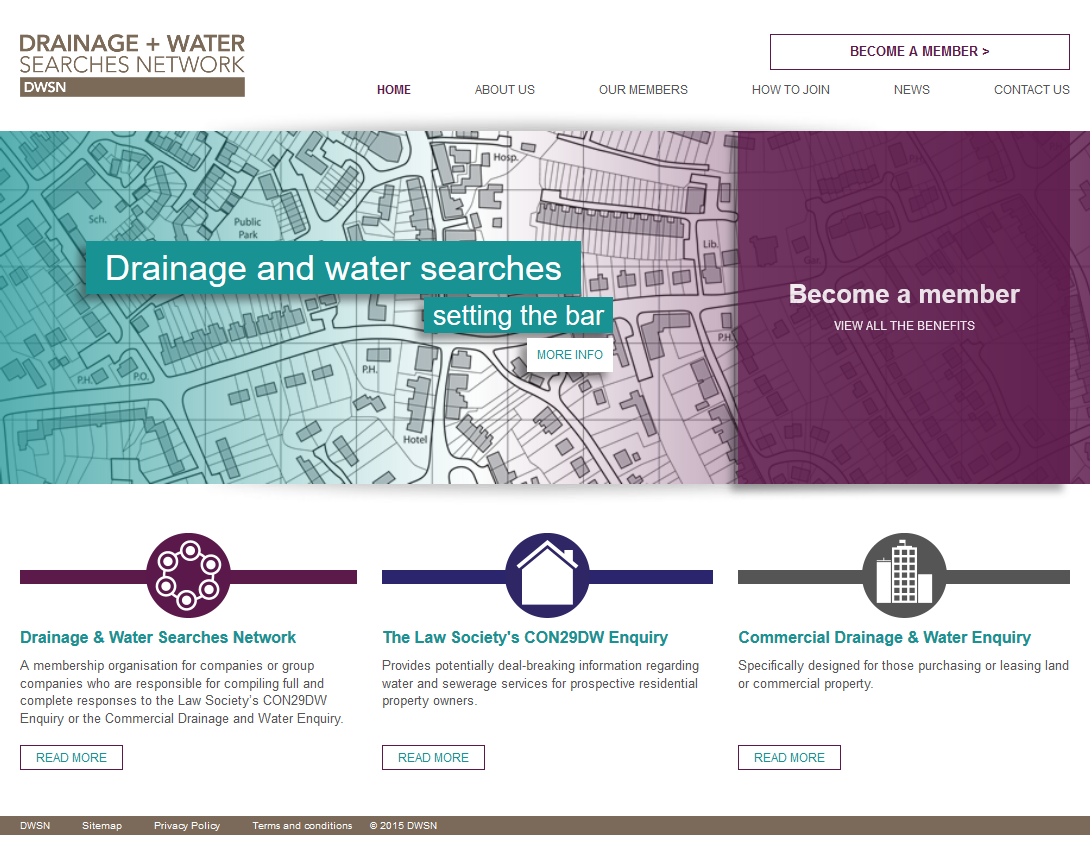 DRAINAGE + WATER
SEARCHES NETWORK
DWSN
BECOME A MEMBER >
HOME
ABOUT US
OUR MEMBERS
HOW TO JOIN
NEWS
CONTACT US
Hosp.
Sch.
Public
Park
Lib.
Gas
Drainage and water searches
setting the bar
MORE INFO
Become a member
VIEW ALL THE BENEFITS
P.H.
P.H.
P.H.
P.O.
Hotel
Drainage & Water Searches Network
A membership organisation for companies or group
companies who are responsible for compiling full and
complete responses to the Law Society's CON29DW
Enquiry or the Commercial Drainage and Water Enquiry.
READ MORE
The Law Society's CON29DW Enquiry
Provides potentially deal-breaking information regarding
water and sewerage services for prospective residential
property owners.
READ MORE
Commercial Drainage & Water Enquiry
Specifically designed for those purchasing or leasing land
or commercial property.
READ MORE
DWSN
Sitemap
Privacy Policy
Terms and conditions
© 2015 DWSN